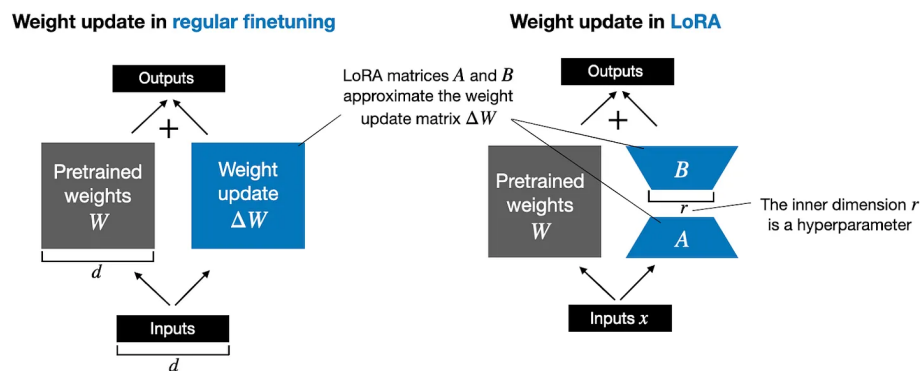 Weight update in regular finetuning
Outputs
+
Pretrained
weights
W
Weight
update
ΔW
d
Inputs
d
LoRA matrices A and B
approximate the weight
update matrix ΔW
Weight update in LoRA
Outputs
+
Pretrained
weights
W
B
r
A
The inner dimension r
is a hyperparameter
Inputs x